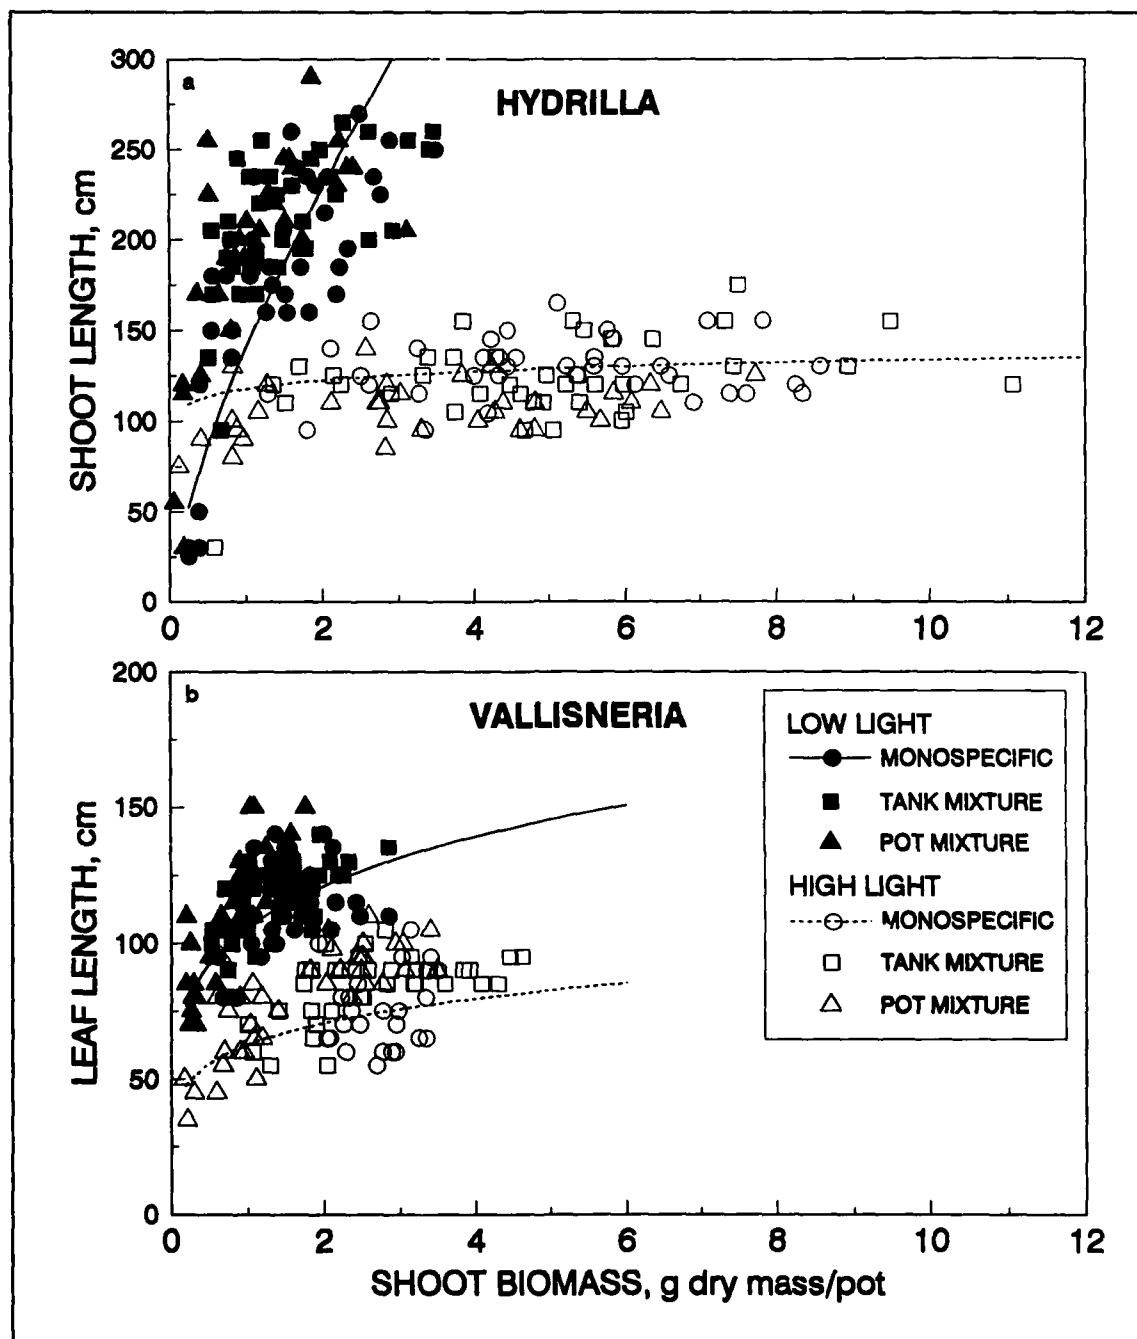 a
HYDRILLA
SHOOT LENGTH, cm
300
250
200
150
100
50
0
0 2 4 6 8 10 12
b
VALLISNERIA
LEAF LENGTH, cm
200
150
100
50
0
0 2 4 6 8 10 12
SHOOT BIOMASS, g dry mass/pot
LOW LIGHT
MONOSPECIFIC
TANK MIXTURE
POT MIXTURE
HIGH LIGHT
MONOSPECIFIC
TANK MIXTURE
POT MIXTURE